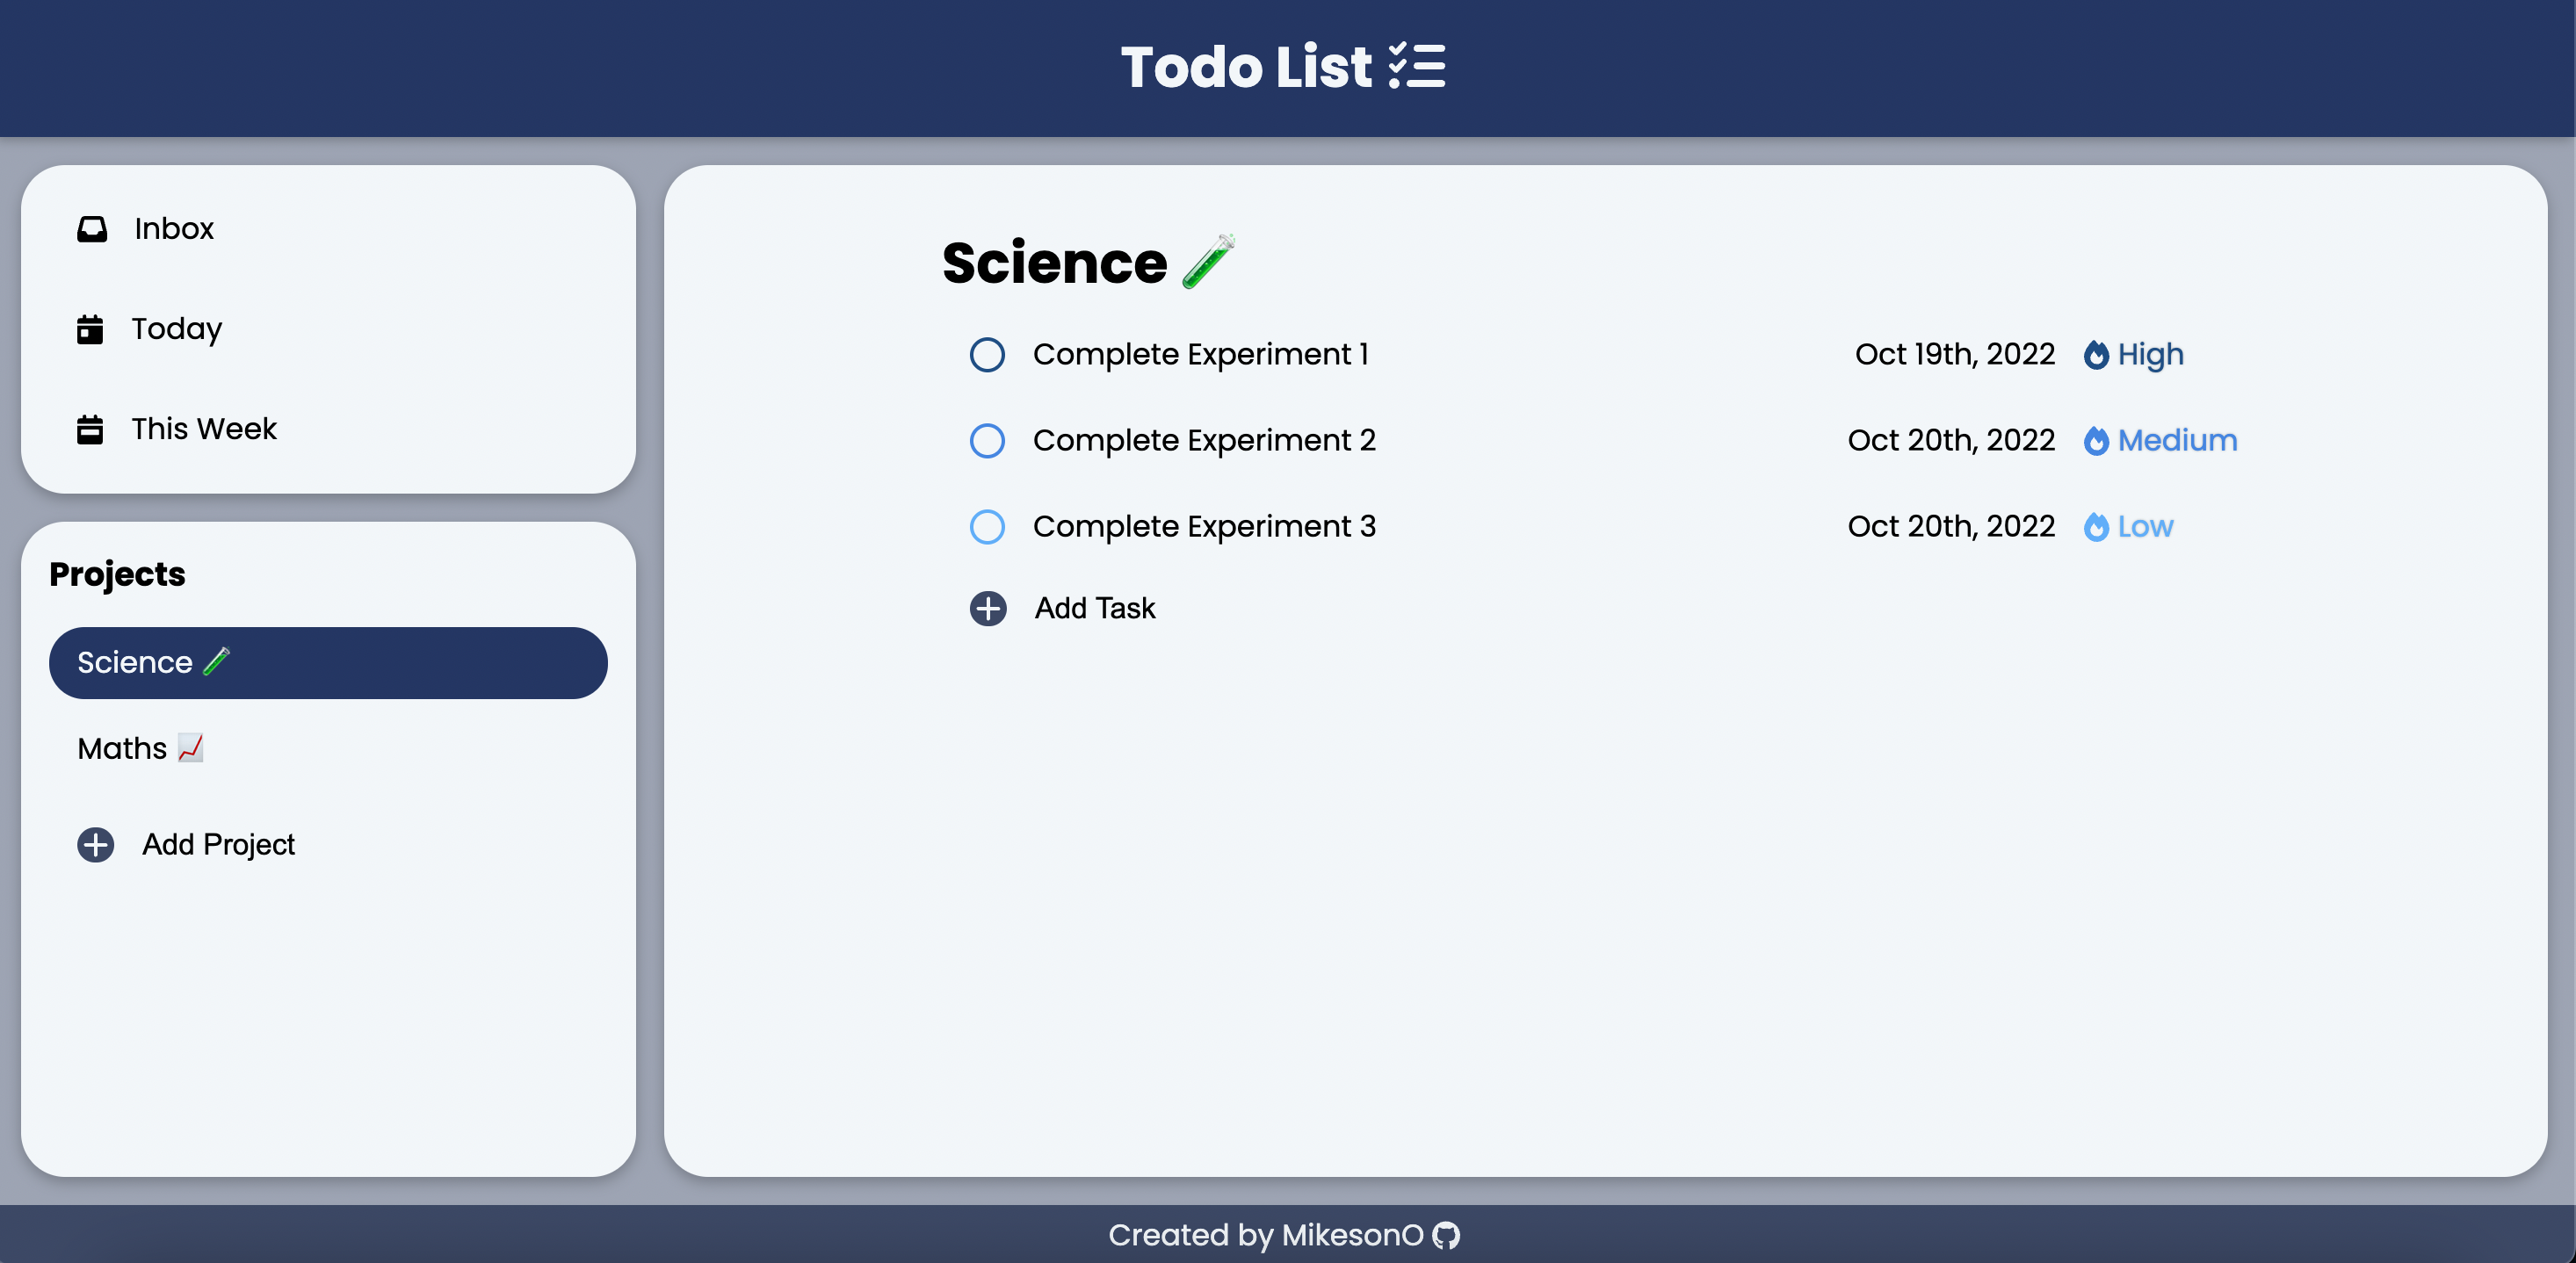 Todo List
Inbox
Today
This Week
Projects
Science
Maths
Add Project
Science
Complete Experiment 1 Oct 19th, 2022 High
Complete Experiment 2 Oct 20th, 2022 Medium
Complete Experiment 3 Oct 20th, 2022 Low
Add Task
Created by MikesonO